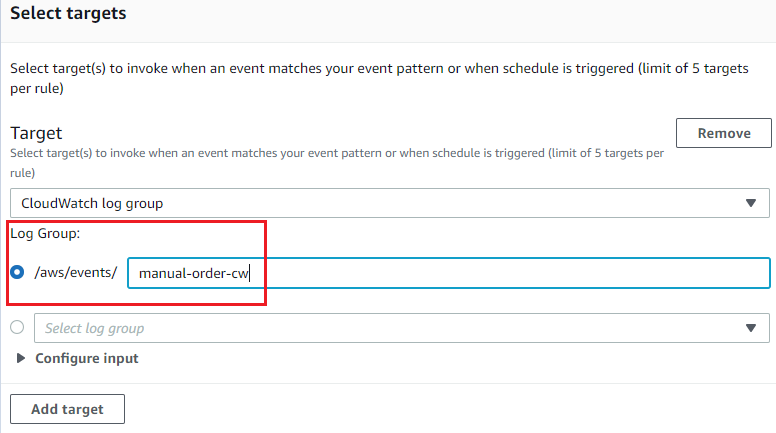 Select targets
Select target(s) to invoke when an event matches your event pattern or when schedule is triggered (limit of 5 targets
per rule)
Target
Remove
Select target(s) to invoke when an event matches your event pattern or when schedule is triggered (limit of 5 targets per
rule)
CloudWatch log group
Log Group:
/aws/events/ manual-order-cw
Select log group
Configure input
Add target